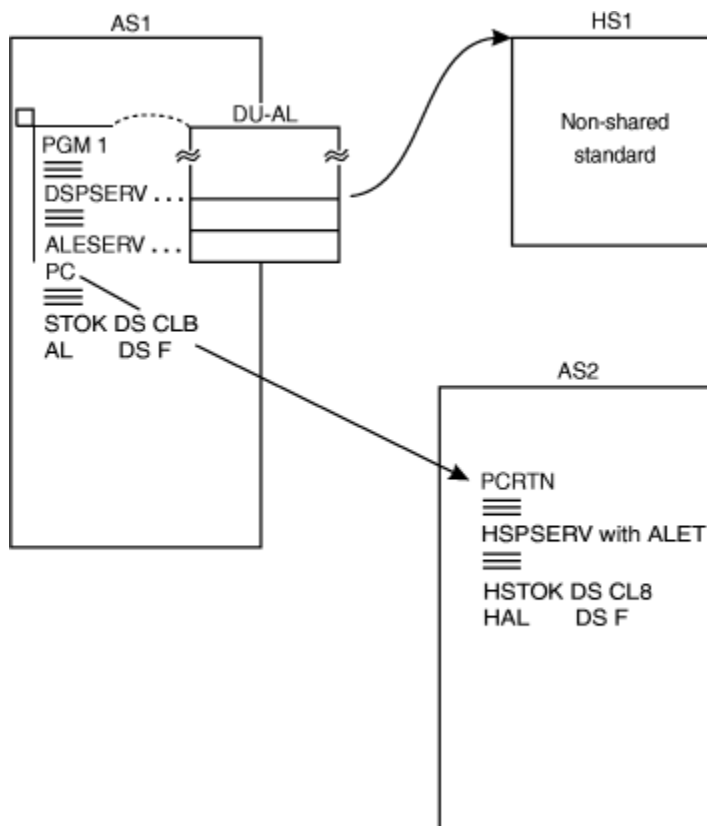 AS1
HS1
DU-AL
Non-shared
standard
PGM 1
DSPSERV . . .
ALESERV . . .
PC
STOK DS CLB
AL DS F
AS2
PCRTN
HSPSERV with ALET
HSTOK DS CL8
HAL DS F